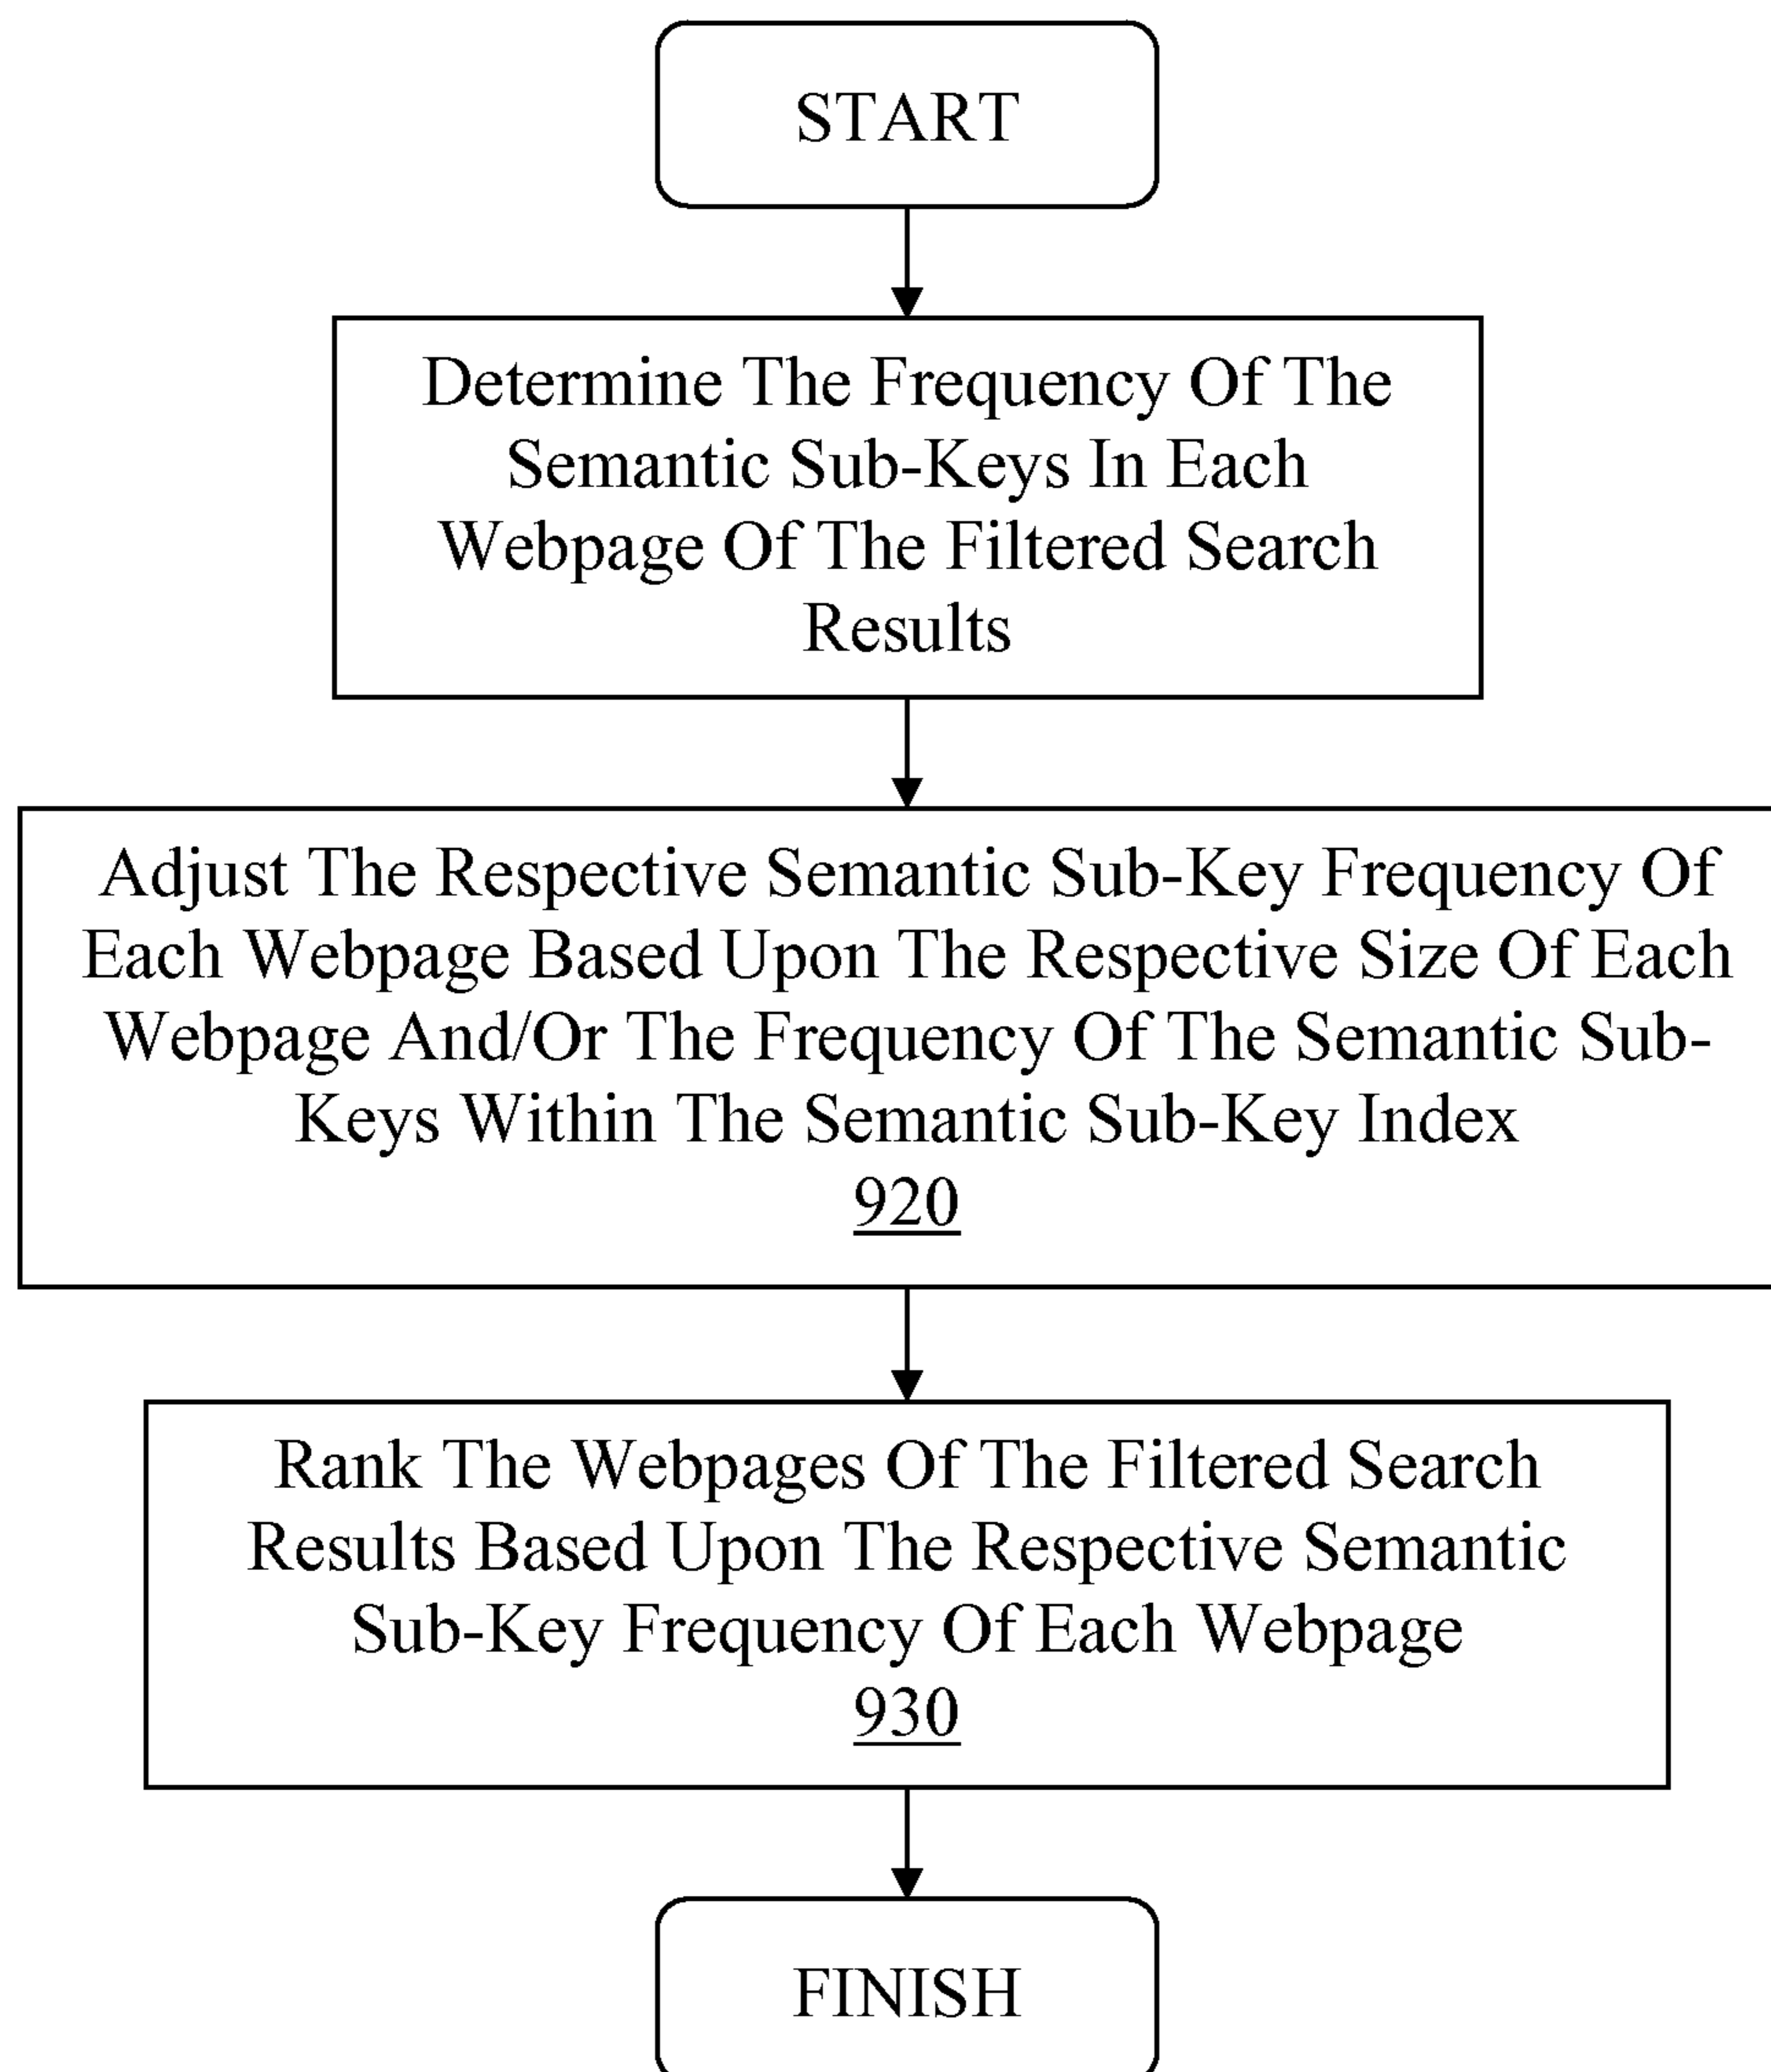 START
Determine The Frequency Of The
Semantic Sub-Keys In Each
Webpage Of The Filtered Search
Results
Adjust The Respective Semantic Sub-Key Frequency Of
Each Webpage Based Upon The Respective Size Of Each
Webpage And/Or The Frequency Of The Semantic Sub-
Keys Within The Semantic Sub-Key Index
920
Rank The Webpages Of The Filtered Search
Results Based Upon The Respective Semantic
Sub-Key Frequency Of Each Webpage
930
FINISH